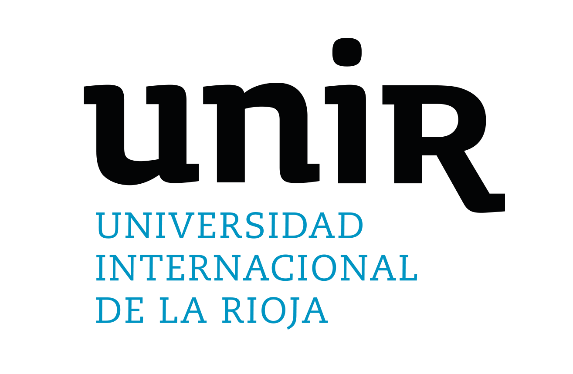 uniR
UNIVERSIDAD
INTERNACIONAL
DE LA RIOJA